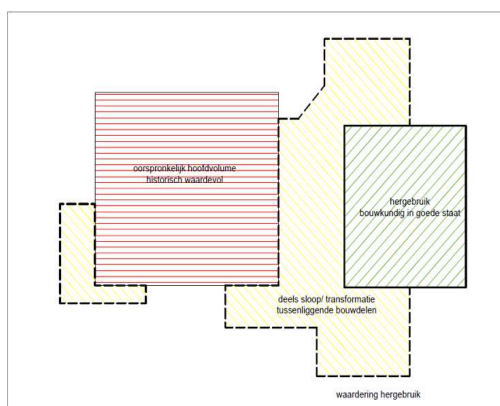 oorspronkelijk hoofdvolume
historisch waardevol
hergebruik
bouwkundig in goede staat
deels sloop/ transformatie
tussenliggende bouwdelen
waardering hergebruik